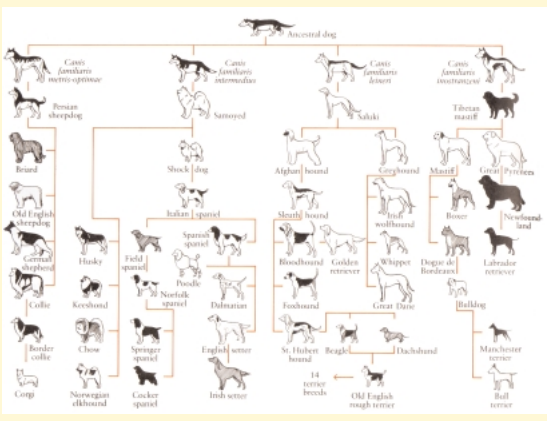 Ancestral dog
Canis
familiaris
metris-optimae
Canis
familiaris
intermedius
Canis
familiaris
leineri
Canis
familiaris
inostranzevi
Persian
sheepdog
Samoyed
Saluki
Tibetan
mastiff
Briard
Shock dog
Afghan hound
Greyhound
Mastiff
Great Pyrenees
Old English
sheepdog
Italian spaniel
Sleuth hound
Irish
wolfhound
Boxer
Newfound-
land
German
shepherd
Husky
Field
spaniel
Spanish
spaniel
Bloodhound
Golden
retriever
Whippet
Dogue de
Bordeaux
Labrador
retriever
Collie
Keeshond
Poodle
Norfolk
spaniel
Dalmatian
Foxhound
Great Dane
Bulldog
Border
collie
Chow
Springer
spaniel
English setter
St. Hubert
hound
Beagle
Dachshund
Manchester
terrier
Corgi
Norwegian
elkhound
Cocker
spaniel
Irish setter
14
terrier
breeds
Old English
rough terrier
Bull
terrier